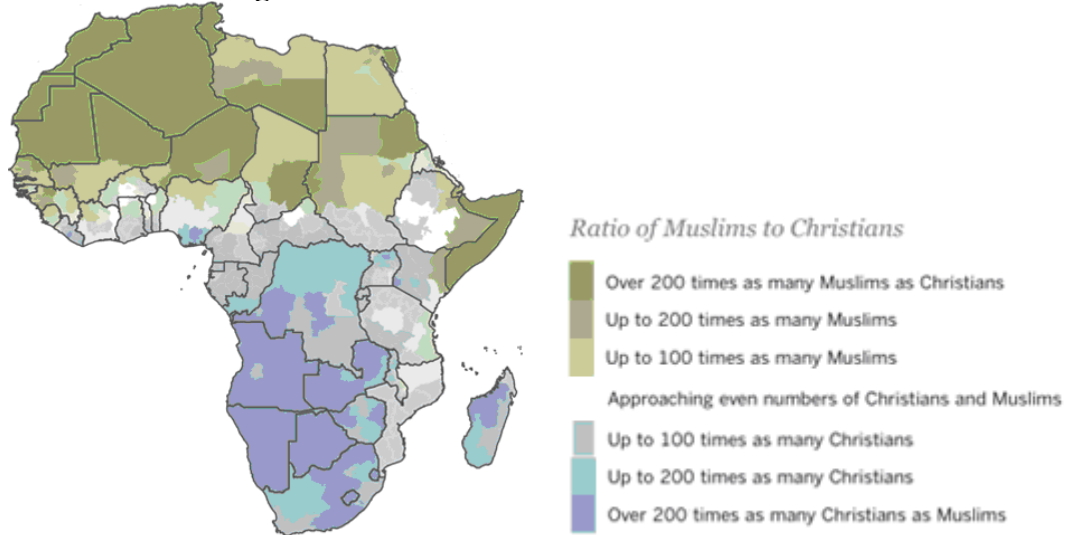 Ratio of Muslims to Christians
Over 200 times as many Muslims as Christians
Up to 200 times as many Muslims
Up to 100 times as many Muslims
Approaching even numbers of Christians and Muslims
Up to 100 times as many Christians
Up to 200 times as many Christians
Over 200 times as many Christians as Muslims